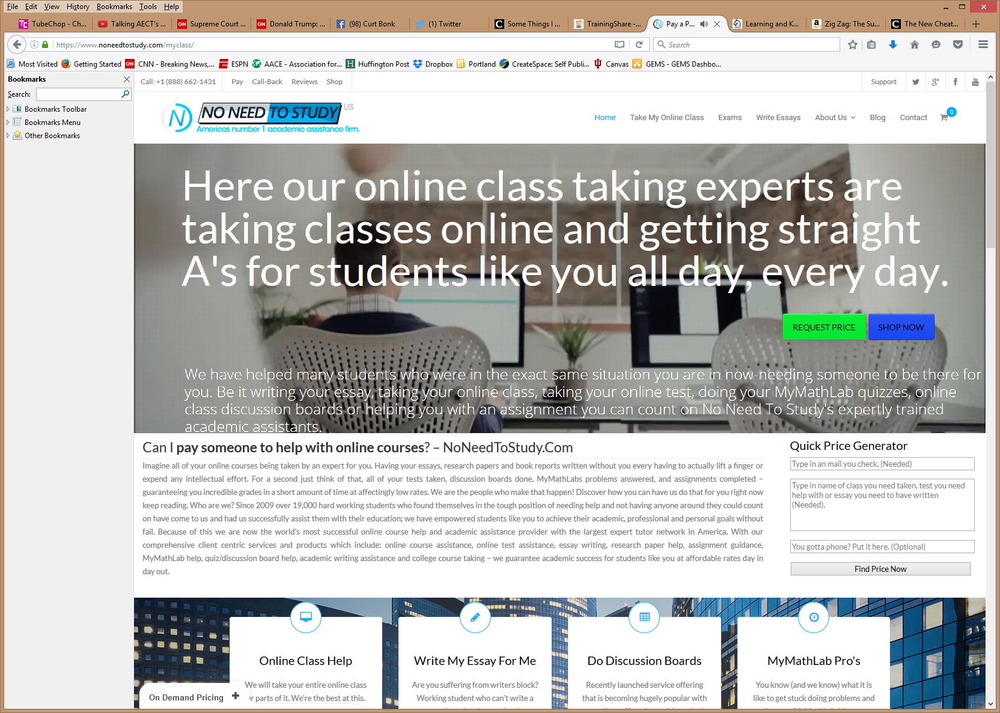 File Edit View History Bookmarks Tools Help
TubeChop - Ch... Talking AECT's ... Supreme Court ... Donald Trump: ... (98) Curt Bonk (1) Twitter Some Things I ... TrainingShare -... Pay a P... Learning and K... Zig Zag: The Su... The New Cheat...
https://www.noneedtostudy.com/myclass/ Search
Most Visited Getting Started CNN - Breaking News,... ESPN AACE - Association for... Huffington Post Dropbox Portland CreateSpace: Self Publi... Canvas GEMS - GEMS Dashbo...
Bookmarks
Search:
Bookmarks Toolbar
Bookmarks Menu
Other Bookmarks
Call: +1 (888) 662-1431 Pay Call-Back Reviews Shop Support
N NO NEED TO STUDY US
Americas number 1 academic assistance firm.
Home Take My Online Class Exams Write Essays About Us Blog Contact 0
Here our online class taking experts are
taking classes online and getting straight
A's for students like you all day, every day.
REQUEST PRICE SHOP NOW
We have helped many students who were in the exact same situation you are in now needing someone to be there for
you. Be it writing your essay, taking your online class, taking your online test, doing your MyMathLab quizzes, online
class discussion boards or helping you with an assignment you can count on No Need To Study's expertly trained
academic assistants.
Can I pay someone to help with online courses? – NoNeedToStudy.Com
Imagine all of your online courses being taken by an expert for you. Having your essays, research papers and book reports written without you every having to actually lift a finger or
expend any intellectual effort. For a second just think of that, all of your tests taken, discussion boards done, MyMathLabs problems answered, and assignments completed –
guaranteeing you incredible grades in a short amount of time at affectingly low rates. We are the people who make that happen! Discover how you can have us do that for you right now
keep reading. Who are we? Since 2009 over 19,000 hard working students who found themselves in the tough position of needing help and not having anyone around they could count
on have come to us and had us successfully assist them with their education; we have empowered students like you to achieve their academic, professional and personal goals without
fail. Because of this we are now the world's most successful online course help and academic assistance provider with the largest expert tutor network in America. With our
comprehensive client centric services and products which include: online course assistance, online test assistance, essay writing, research paper help, assignment guidance,
MyMathLab help, quiz/discussion board help, academic writing assistance and college course taking – we guarantee academic success for students like you at affordable rates day in
day out.
Quick Price Generator
Type in an mail you check. (Needed)
Type in name of class you need taken, test you need
help with or essay you need to have written
(Needed).
You gotta phone? Put it here. (Optional)
Find Price Now
Online Class Help
We will take your entire online class
or parts of it. We're the best at this.
Write My Essay For Me
Are you suffering from writers block?
Working student who can't write a
Do Discussion Boards
Recently launched service offering
that is becoming hugely popular with
MyMathLab Pro's
You know (and we know) what it is
like to get stuck doing problems and
On Demand Pricing +